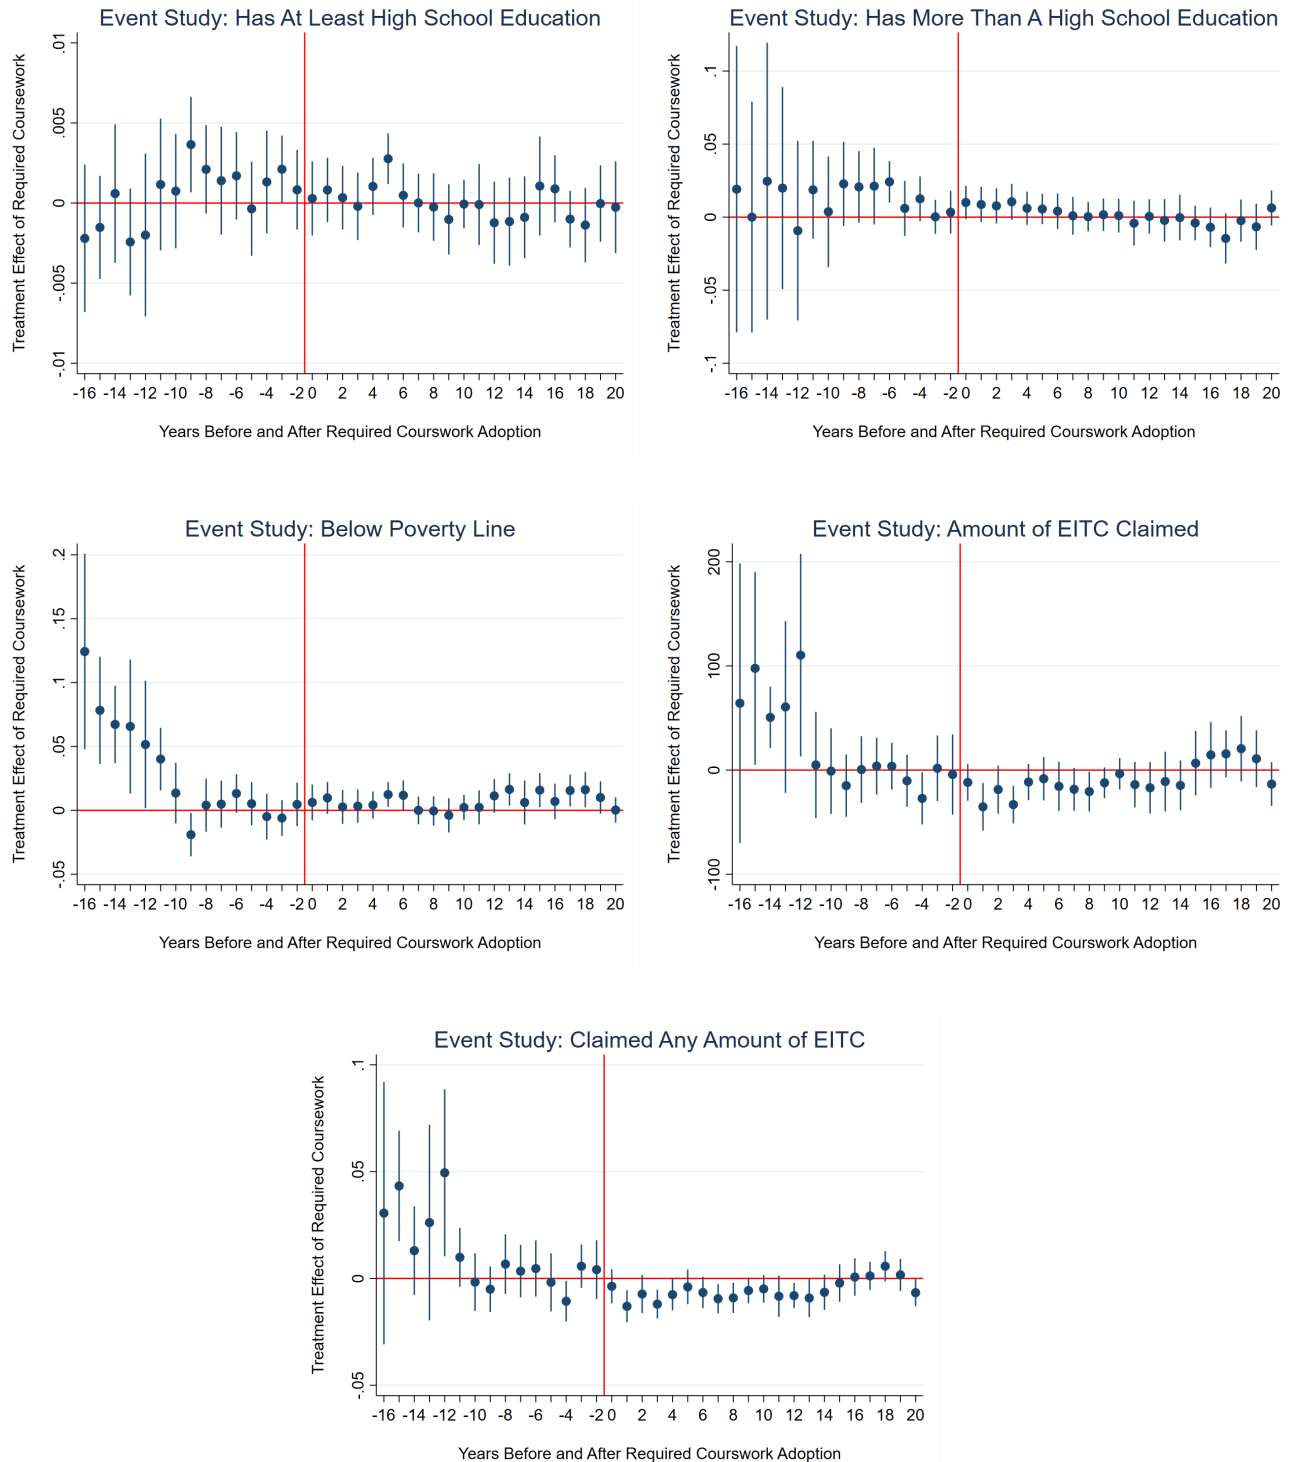 Event Study: Has At Least High School Education
Treatment Effect of Required Coursework
.01
.005
0
-.005
-.01
-16 -14 -12 -10 -8 -6 -4 -2 0 2 4 6 8 10 12 14 16 18 20
Years Before and After Required Courswork Adoption
Event Study: Has More Than A High School Education
Treatment Effect of Required Coursework
.1
.05
0
-.05
-.1
-16 -14 -12 -10 -8 -6 -4 -2 0 2 4 6 8 10 12 14 16 18 20
Years Before and After Required Courswork Adoption
Event Study: Below Poverty Line
Treatment Effect of Required Coursework
.2
.15
.1
.05
0
-.05
-16 -14 -12 -10 -8 -6 -4 -2 0 2 4 6 8 10 12 14 16 18 20
Years Before and After Required Courswork Adoption
Event Study: Amount of EITC Claimed
Treatment Effect of Required Coursework
200
100
0
-100
-16 -14 -12 -10 -8 -6 -4 -2 0 2 4 6 8 10 12 14 16 18 20
Years Before and After Required Courswork Adoption
Event Study: Claimed Any Amount of EITC
Treatment Effect of Required Coursework
.1
.05
0
-.05
-16 -14 -12 -10 -8 -6 -4 -2 0 2 4 6 8 10 12 14 16 18 20
Years Before and After Required Courswork Adoption